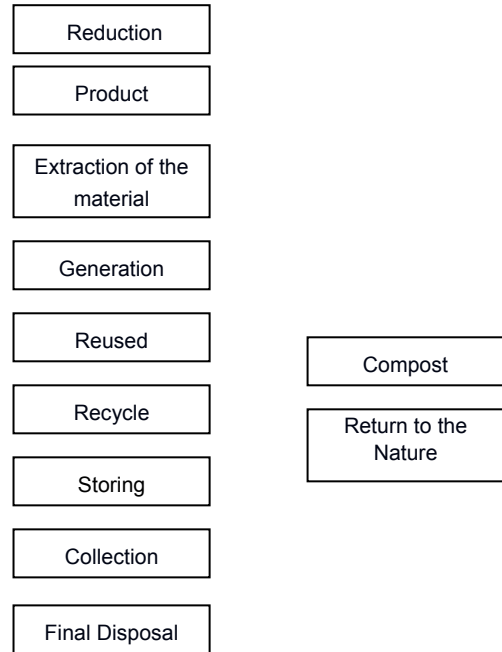 Reduction
Product
Extraction of the
material
Generation
Reused
Recycle
Storing
Collection
Final Disposal
Compost
Return to the
Nature